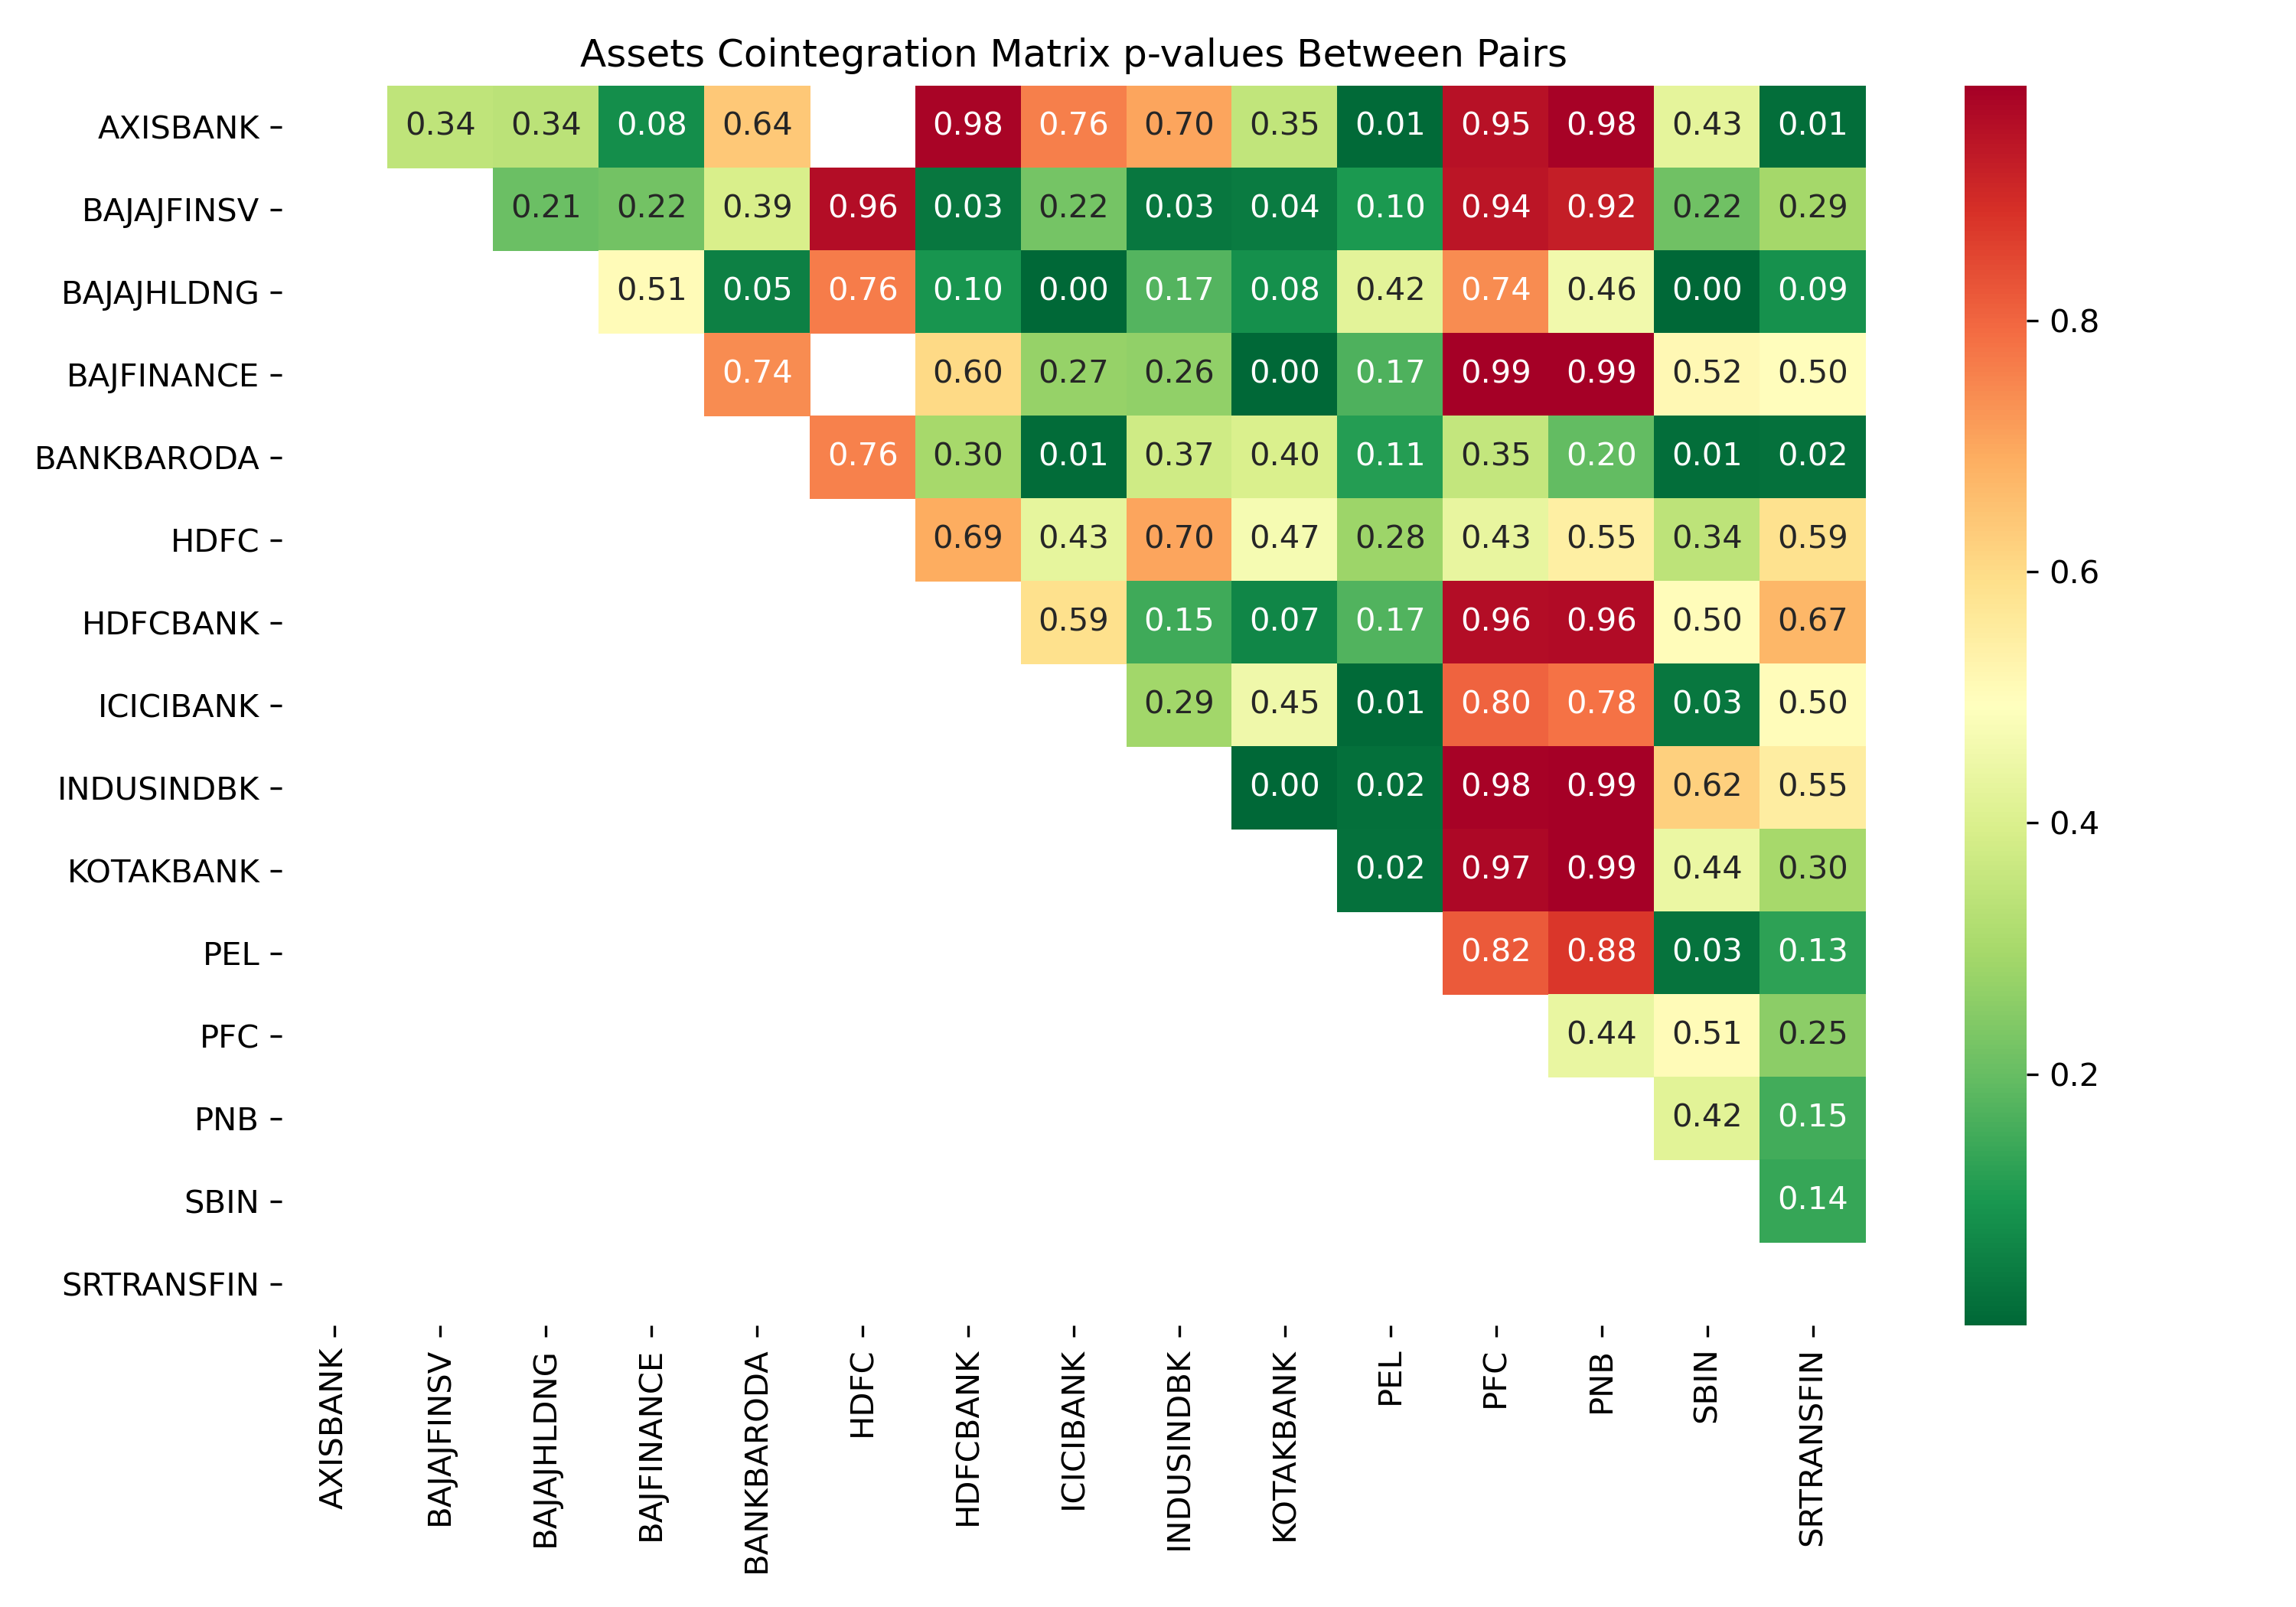 Assets Cointegration Matrix p-values Between Pairs
AXISBANK 0.34 0.34 0.08 0.64 0.98 0.76 0.70 0.35 0.01 0.95 0.98 0.43 0.01
BAJAJFINSV 0.21 0.22 0.39 0.96 0.03 0.22 0.03 0.04 0.10 0.94 0.92 0.22 0.29
BAJAJHLDNG 0.51 0.05 0.76 0.10 0.00 0.17 0.08 0.42 0.74 0.46 0.00 0.09
0.8
BAJFINANCE 0.74 0.60 0.27 0.26 0.00 0.17 0.99 0.99 0.52 0.50
BANKBARODA 0.76 0.30 0.01 0.37 0.40 0.11 0.35 0.20 0.01 0.02
HDFC 0.69 0.43 0.70 0.47 0.28 0.43 0.55 0.34 0.59
0.6
HDFCBANK 0.59 0.15 0.07 0.17 0.96 0.96 0.50 0.67
ICICIBANK 0.29 0.45 0.01 0.80 0.78 0.03 0.50
INDUSINDBK 0.00 0.02 0.98 0.99 0.62 0.55
0.4
KOTAKBANK 0.02 0.97 0.99 0.44 0.30
PEL 0.82 0.88 0.03 0.13
PFC 0.44 0.51 0.25
0.2
PNB 0.42 0.15
SBIN 0.14
SRTRANSFIN
AXISBANK
BAJAJFINSV
BAJAJHLDNG
BAJFINANCE
BANKBARODA
HDFC
HDFCBANK
ICICIBANK
INDUSINDBK
KOTAKBANK
PEL
PFC
PNB
SBIN
SRTRANSFIN